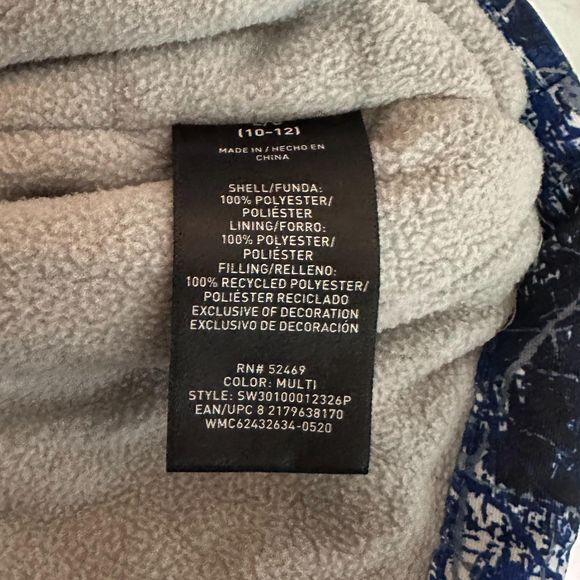 (10-12)
MADE IN / HECHO EN
CHINA
SHELL/FUNDA:
100% POLYESTER/
POLIÉSTER
LINING/FORRO:
100% POLYESTER/
POLIÉSTER
FILLING/RELLENO:
100% RECYCLED POLYESTER/
POLIÉSTER RECICLADO
EXCLUSIVE OF DECORATION
EXCLUSIVO DE DECORACIÓN
RN# 52469
COLOR: MULTI
STYLE: SW30100012326P
EAN/UPC 8 2179638170
WMC62432634-0520